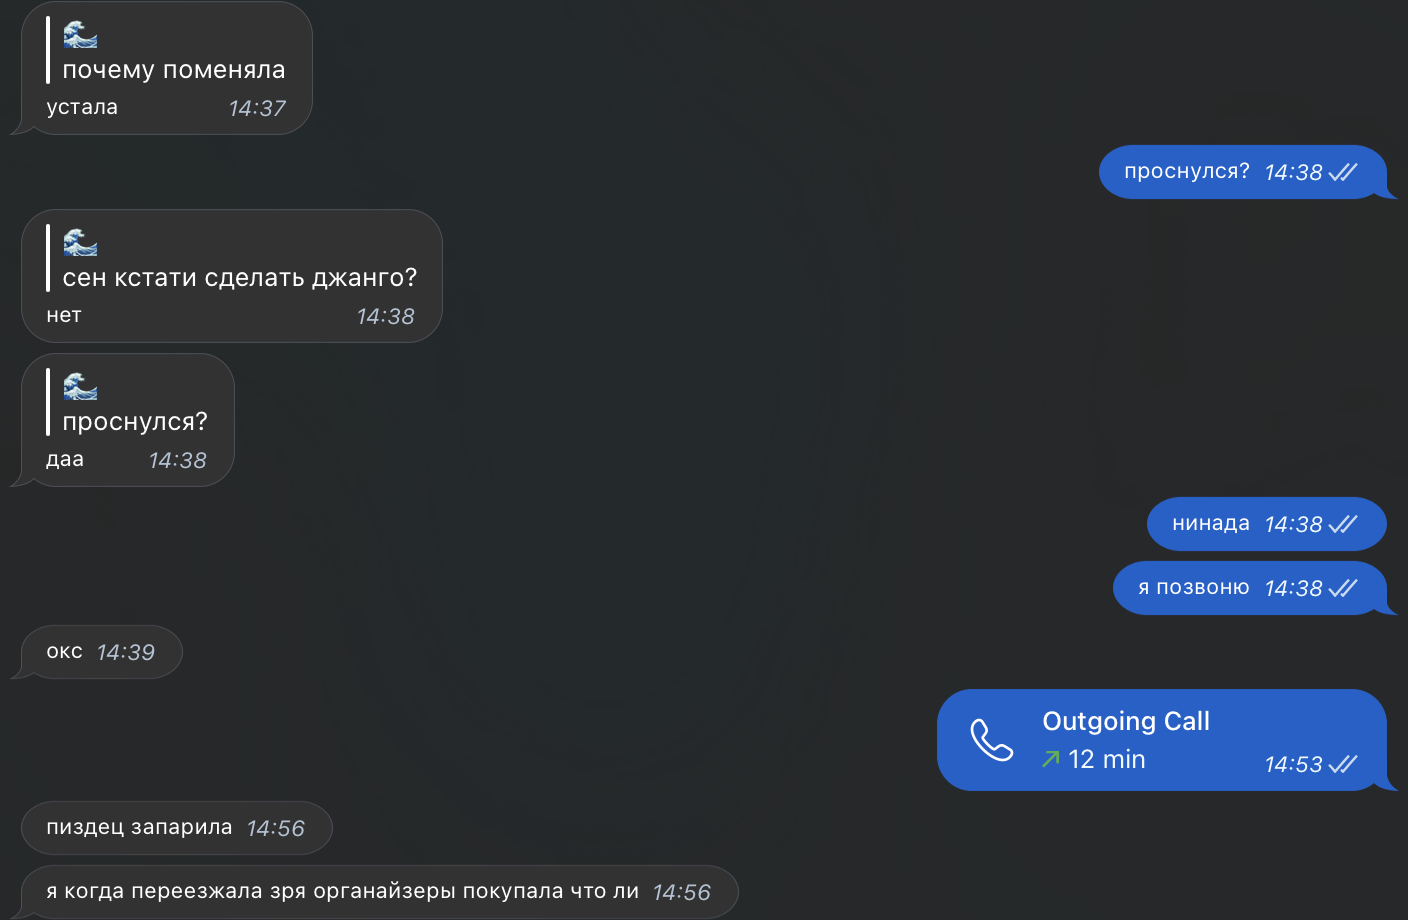 🌊
почему поменяла
устала 14:37
проснулся? 14:38
🌊
сен кстати сделать джанго?
нет 14:38
🌊
проснулся?
даа 14:38
нинада 14:38
я позвоню 14:38
окс 14:39
Outgoing Call
12 min 14:53
пиздец запарила 14:56
я когда переезжала зря органайзеры покупала что ли 14:56